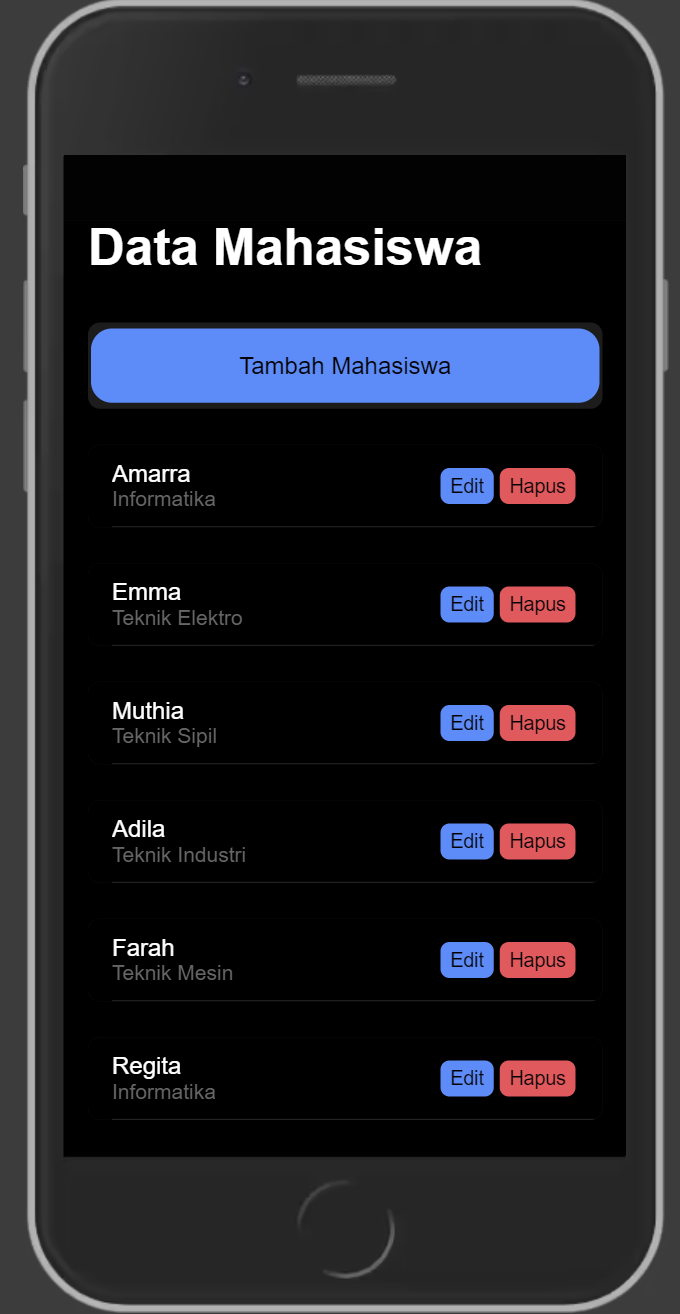 Data Mahasiswa
Tambah Mahasiswa
Amarra
Informatika
Edit Hapus
Emma
Teknik Elektro
Edit Hapus
Muthia
Teknik Sipil
Edit Hapus
Adila
Teknik Industri
Edit Hapus
Farah
Teknik Mesin
Edit Hapus
Regita
Informatika
Edit Hapus